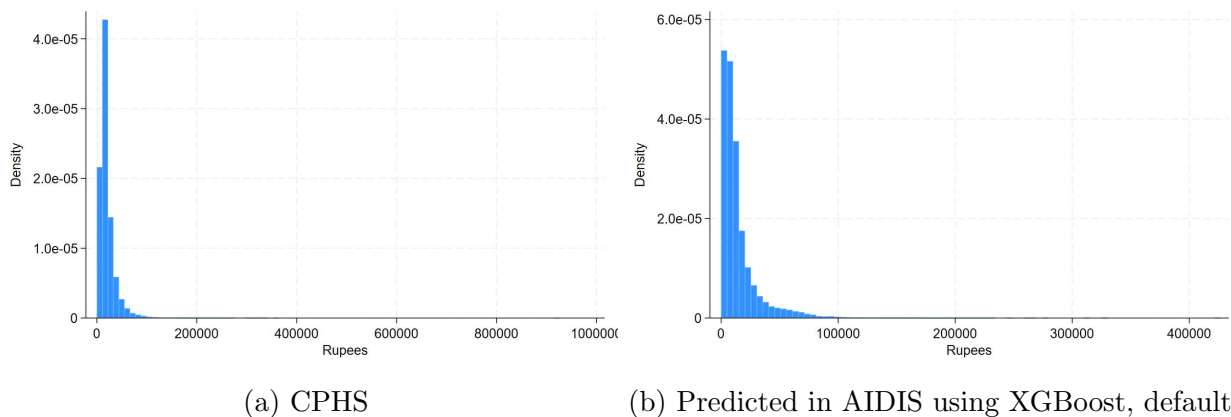 4.0e-05
3.0e-05
2.0e-05
1.0e-05
0
Density
0 200000 400000 600000 800000 1000000
Rupees
(a) CPHS
6.0e-05
4.0e-05
2.0e-05
0
Density
0 100000 200000 300000 400000
Rupees
(b) Predicted in AIDIS using XGBoost, default